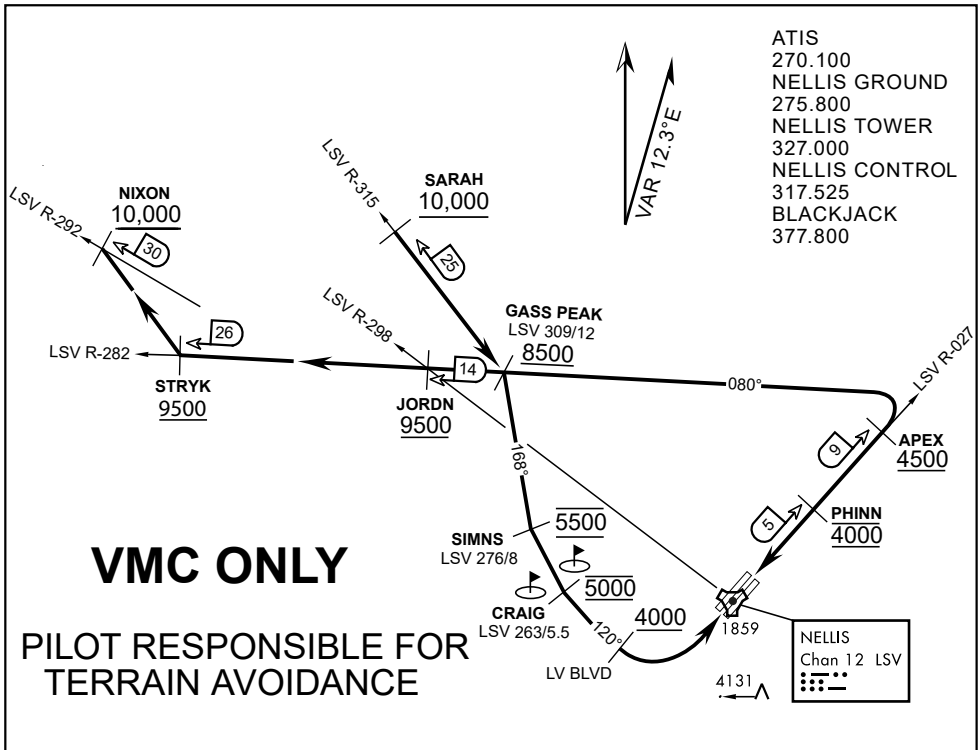 ATIS
270.100
NELLIS GROUND
275.800
NELLIS TOWER
327.000
NELLIS CONTROL
317.525
BLACKJACK
377.800
VAR 12.3°E
LSV R-292
NIXON
10,000
30
LSV R-315
SARAH
10,000
25
GASS PEAK
LSV 309/12
8500
LSV R-298
26
LSV R-282
STRYK
9500
14
JORDN
9500
080°
LSV R-027
9
APEX
4500
5
PHINN
4000
168°
SIMNS
LSV 276/8
5500
CRAIG
LSV 263/5.5
5000
120°
4000
LV BLVD
1859
4131
NELLIS
Chan 12 LSV
VMC ONLY
PILOT RESPONSIBLE FOR
TERRAIN AVOIDANCE